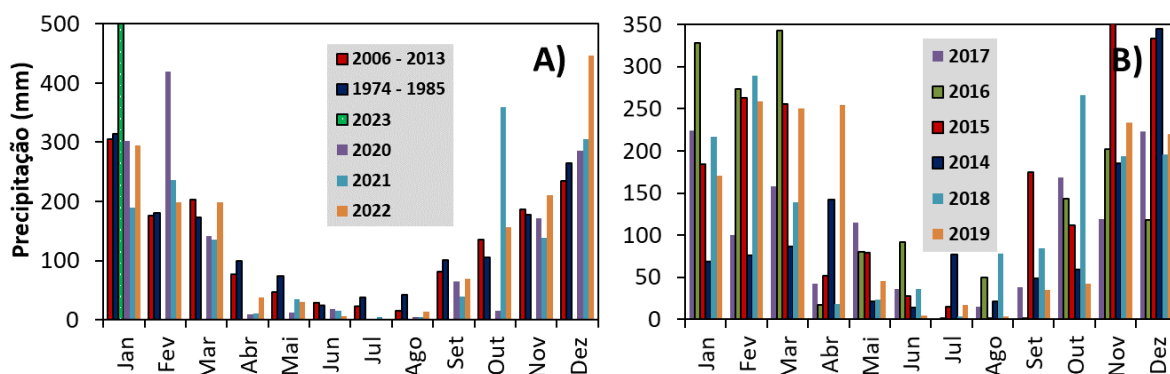 Precipitação (mm)
500
400
300
200
100
0
2006 - 2013
1974 - 1985
2023
2020
2021
2022
A)
Jan
Fev
Mar
Abr
Mai
Jun
Jul
Ago
Set
Out
Nov
Dez
350
300
250
200
150
100
50
0
2017
2016
2015
2014
2018
2019
B)
Jan
Fev
Mar
Abr
Mai
Jun
Jul
Ago
Set
Out
Nov
Dez